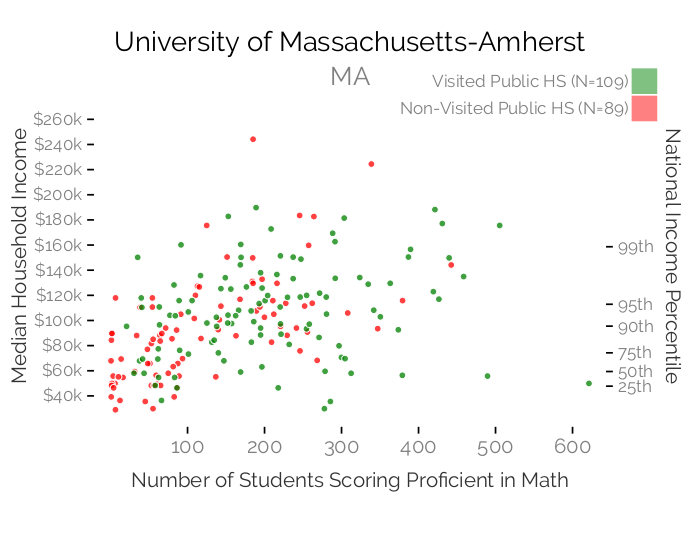 University of Massachusetts-Amherst
MA
Visited Public HS (N=109)
Non-Visited Public HS (N=89)
Median Household Income
$260k
$240k
$220k
$200k
$180k
$160k
$140k
$120k
$100k
$80k
$60k
$40k
National Income Percentile
99th
95th
90th
75th
50th
25th
100 200 300 400 500 600
Number of Students Scoring Proficient in Math